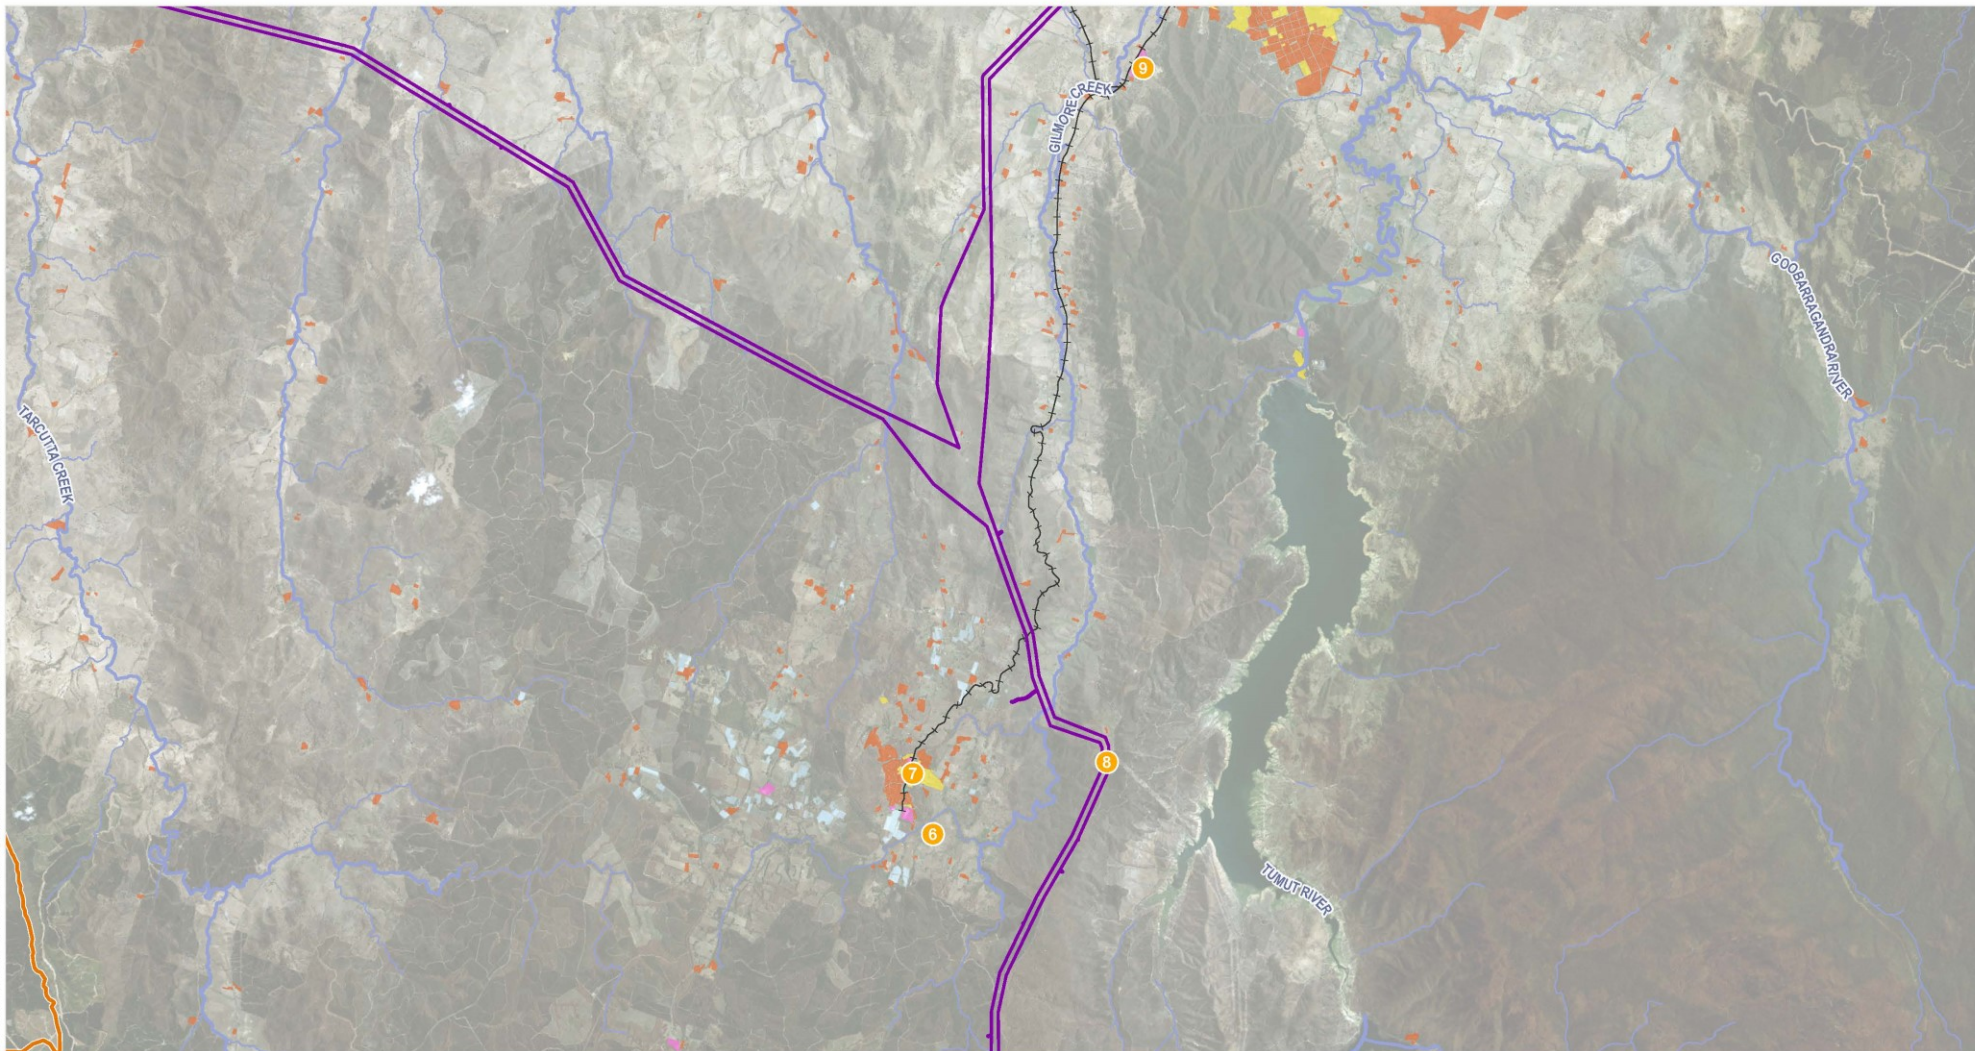 9
GILMORE CREEK
GOOBARRAGANDRA RIVER
TARCUTTA CREEK
8
7
6
TUMUT RIVER